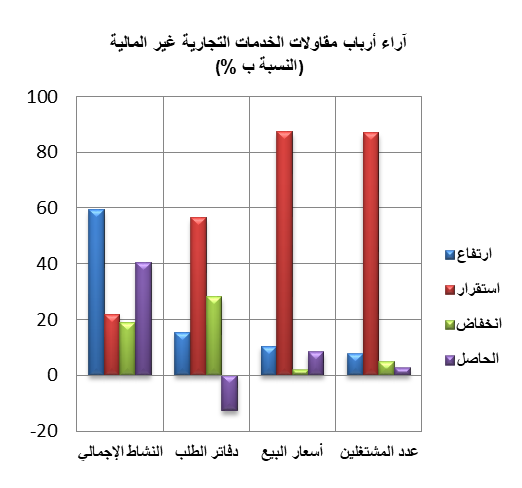 آراء أرباب مقاولات الخدمات التجارية غير المالية
(النسبة ب %)
100
80
60
40
20
0
-20
ارتفاع
استقرار
انخفاض
الحاصل
النشاط الإجمالي
دفاتر الطلب
أسعار البيع
عدد المشتغلين